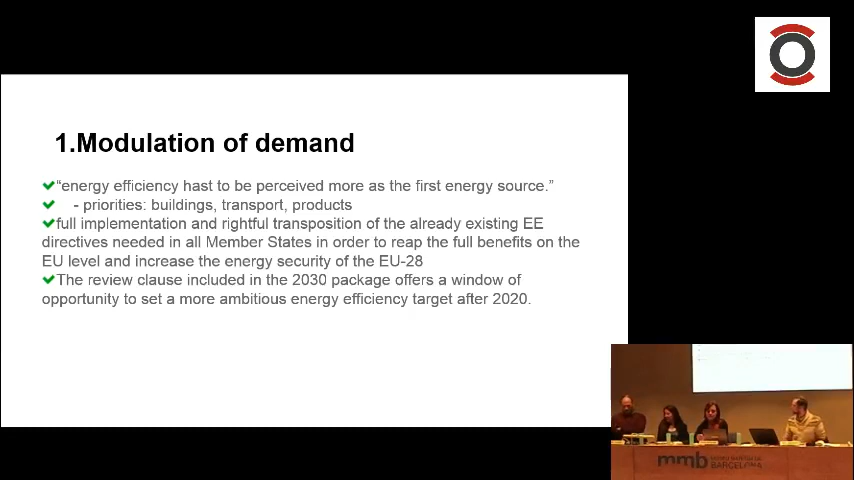 1.Modulation of demand
“energy efficiency hast to be perceived more as the first energy source.”
- priorities: buildings, transport, products
full implementation and rightful transposition of the already existing EE
directives needed in all Member States in order to reap the full benefits on the
EU level and increase the energy security of the EU-28
The review clause included in the 2030 package offers a window of
opportunity to set a more ambitious energy efficiency target after 2020.
mmb
BARCELONA